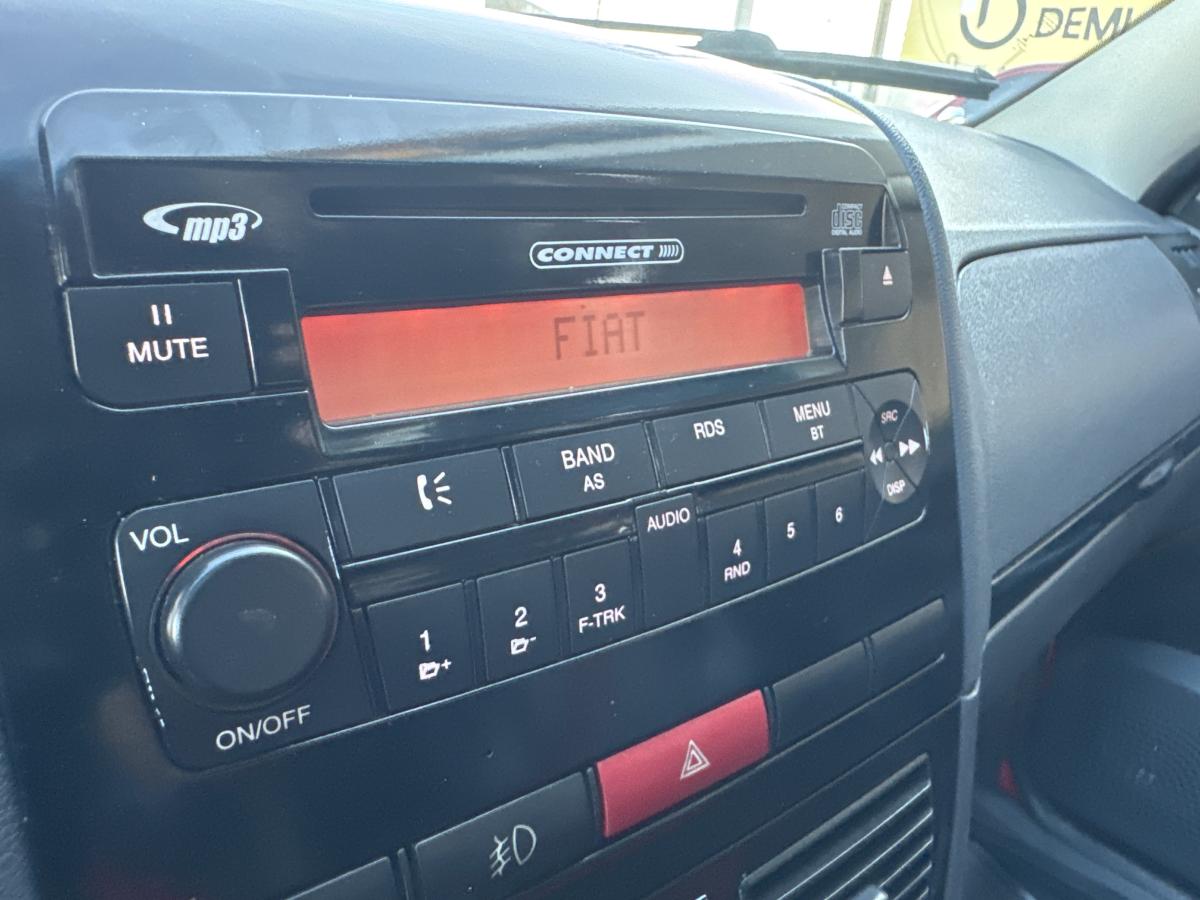 DEMI
mp3
COMPACT
disc
DIGITAL AUDIO
CONNECT
MUTE
FIAT
VOL
BAND
AS
RDS
MENU
BT
SRC
DISP
AUDIO
1
+
2
-
3
F-TRK
4
RND
5
6
ON/OFF